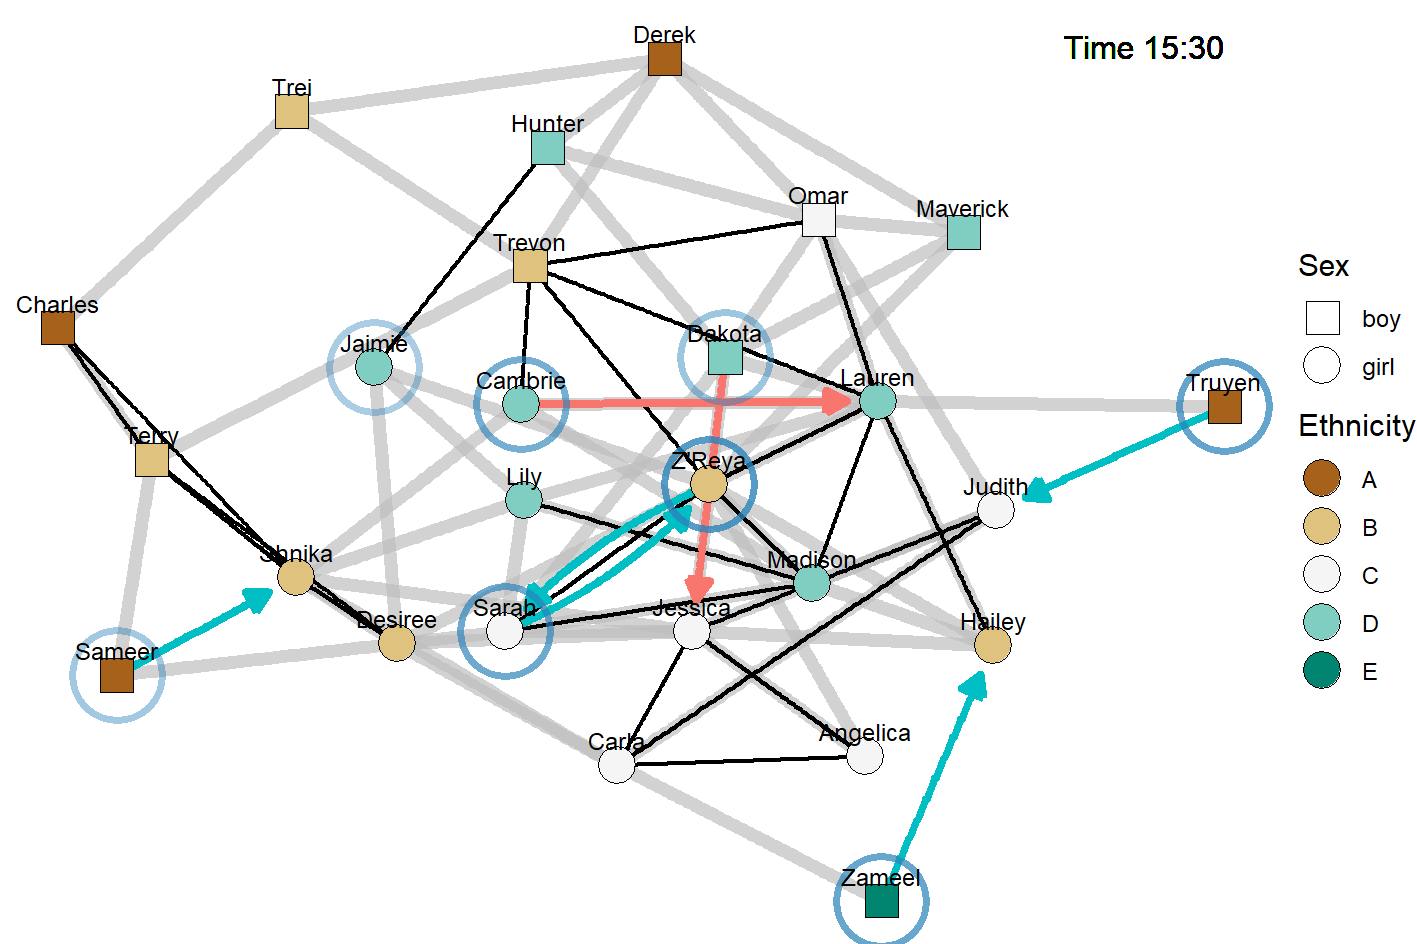 Derek
Time 15:30
Trei
Hunter
Omar
Maverick
Trevon
Sex
Charles
boy
Jaimie
Dakota
girl
Cambrie
Lauren
Truyen
Ethnicity
Terry
Z'Reya
Lily
A
Judith
B
Shnika
Madison
C
Sarah
Jessica
Desiree
Hailey
D
Sameer
E
Carla
Angelica
Zameel